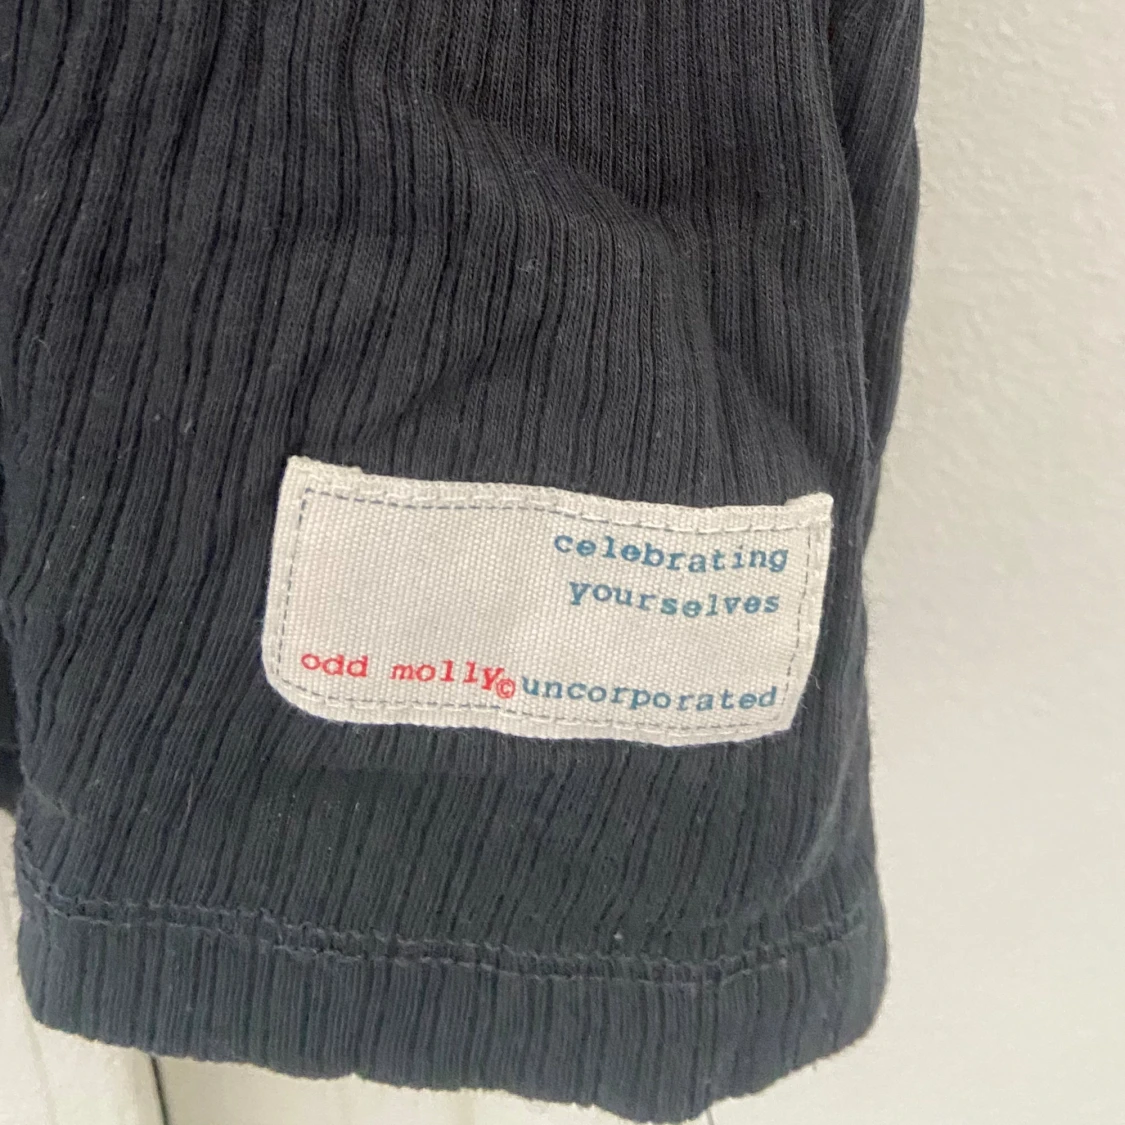 celebrating
yourselves
odd molly©uncorporated